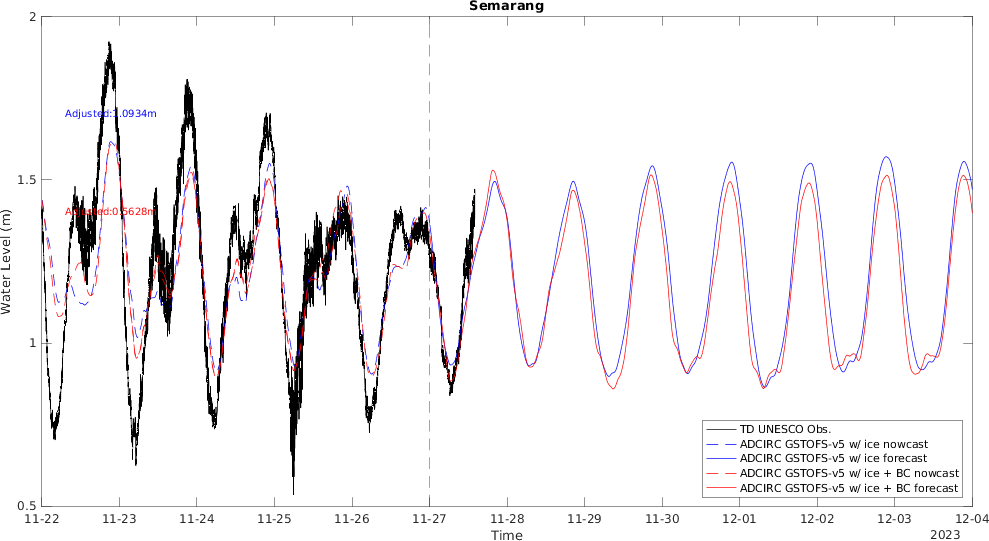 Semarang
2
1.5
1
0.5
Water Level (m)
Adjusted:1.0934m
Adjusted:0.5628m
TD UNESCO Obs.
ADCIRC GSTOFS-v5 w/ ice nowcast
ADCIRC GSTOFS-v5 w/ ice forecast
ADCIRC GSTOFS-v5 w/ ice + BC nowcast
ADCIRC GSTOFS-v5 w/ ice + BC forecast
11-22 11-23 11-24 11-25 11-26 11-27 11-28 11-29 11-30 12-01 12-02 12-03 12-04
Time
2023